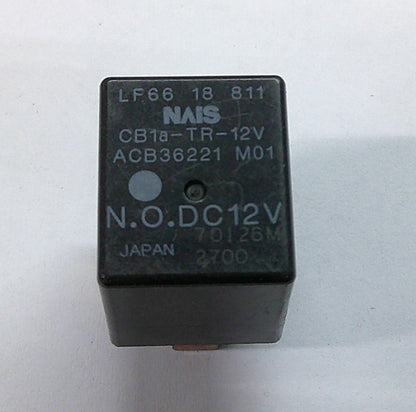 LF66 18 811
NAIS
CB1a-TR-12V
ACB36221 M01
N.O.DC12V
70126M
JAPAN 2700